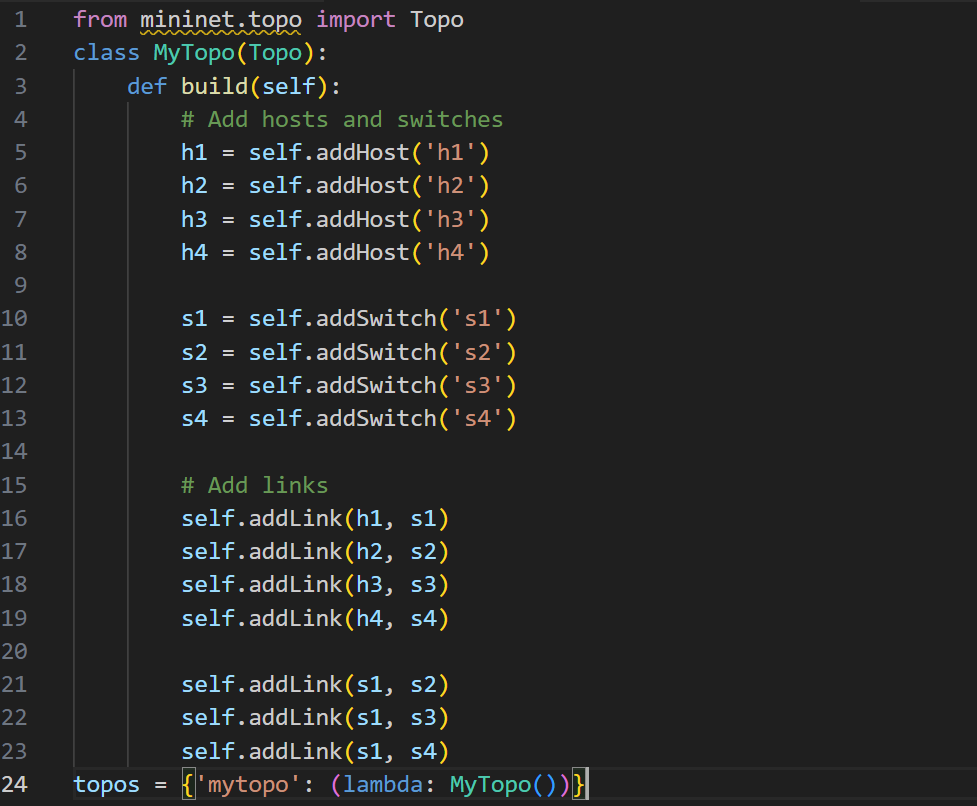 1 from mininet.topo import Topo
2 class MyTopo(Topo):
3     def build(self):
4         # Add hosts and switches
5         h1 = self.addHost('h1')
6         h2 = self.addHost('h2')
7         h3 = self.addHost('h3')
8         h4 = self.addHost('h4')
9
10         s1 = self.addSwitch('s1')
11         s2 = self.addSwitch('s2')
12         s3 = self.addSwitch('s3')
13         s4 = self.addSwitch('s4')
14
15         # Add links
16         self.addLink(h1, s1)
17         self.addLink(h2, s2)
18         self.addLink(h3, s3)
19         self.addLink(h4, s4)
20
21         self.addLink(s1, s2)
22         self.addLink(s1, s3)
23         self.addLink(s1, s4)
24 topos = {'mytopo': (lambda: MyTopo())}